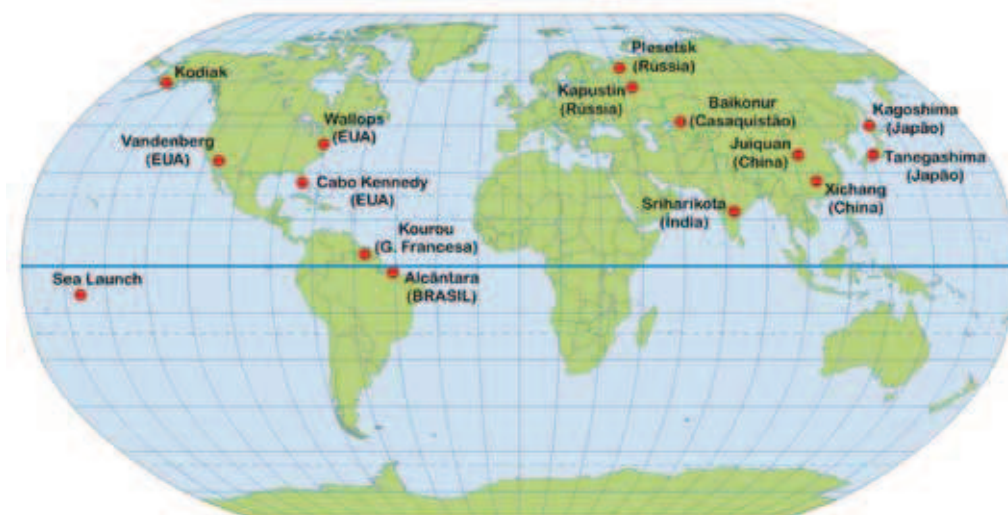 Plesetsk
(Rússia)
Kodiak
Kapustin
(Rússia)
Baikonur
(Casaquistão)
Kagoshima
(Japão)
Wallops
(EUA)
Vandenberg
(EUA)
Juiquan
(China)
Tanegashima
(Japão)
Cabo Kennedy
(EUA)
Xichang
(China)
Sriharikota
(Índia)
Kourou
(G. Francesa)
Sea Launch
Alcântara
(BRASIL)